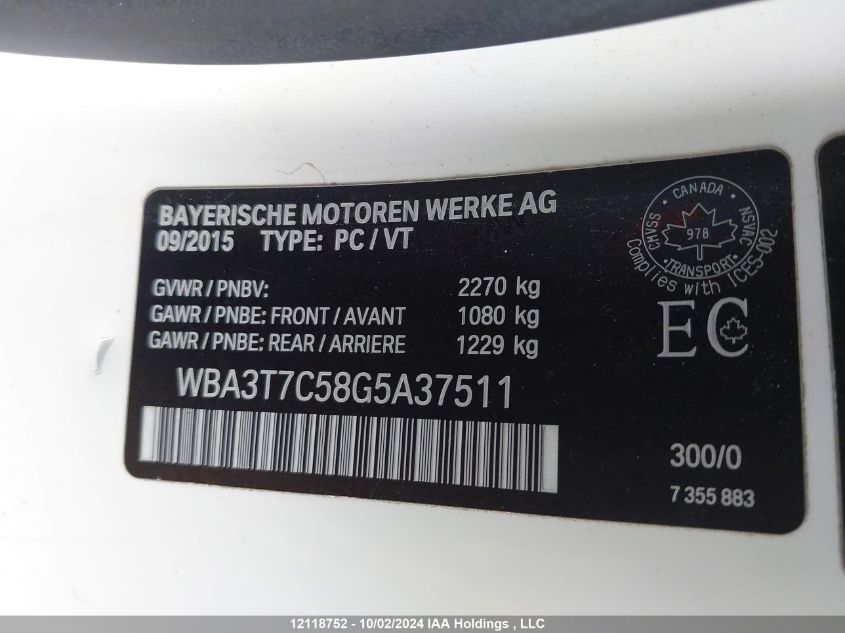 BAYERISCHE MOTOREN WERKE AG
09/2015 TYPE: PC / VT
GVWR / PNBV: 2270 kg
GAWR / PNBE: FRONT / AVANT 1080 kg
GAWR / PNBE: REAR / ARRIERE 1229 kg
WBA3T7C58G5A37511
CANADA
CMVSS
NSVAC
978
TRANSPORT
Complies with ICES-002
EC
300/0
7 355 883
12118752 - 10/02/2024 IAA Holdings , LLC